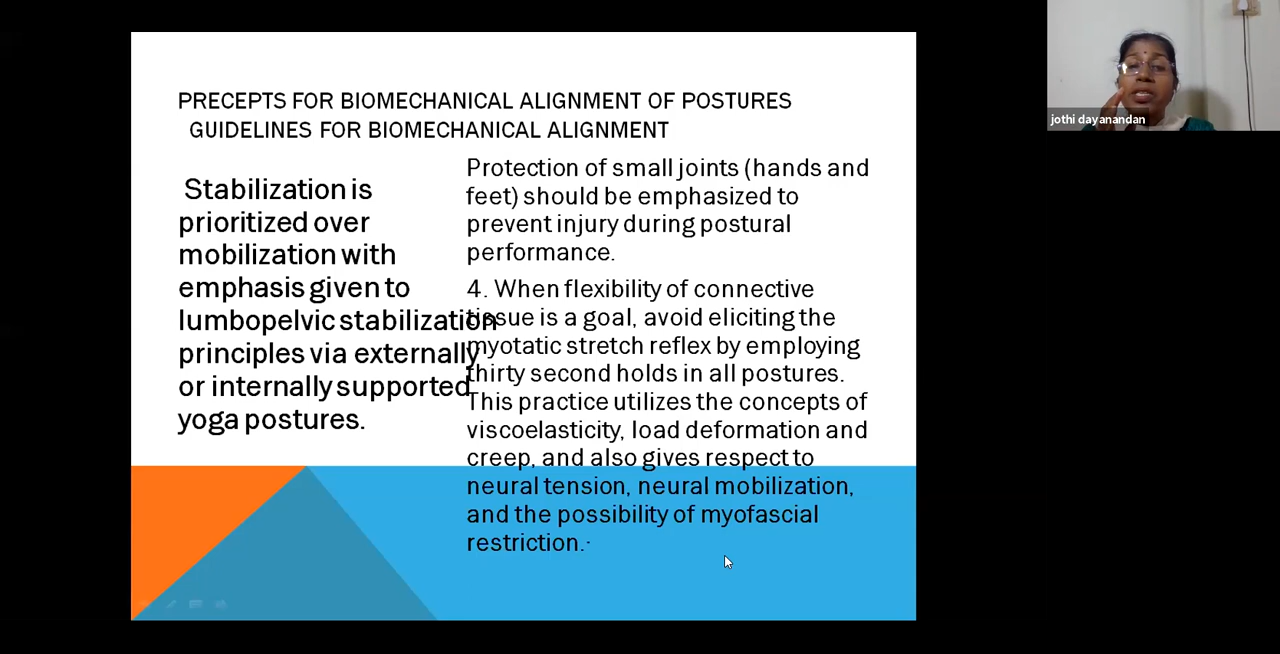 PRECEPTS FOR BIOMECHANICAL ALIGNMENT OF POSTURES
GUIDELINES FOR BIOMECHANICAL ALIGNMENT
Stabilization is
prioritized over
mobilization with
emphasis given to
lumbopelvic stabilization
principles via externally
or internally supported
yoga postures.
Protection of small joints (hands and
feet) should be emphasized to
prevent injury during postural
performance.
4. When flexibility of connective
tissue is a goal, avoid eliciting the
myotatic stretch reflex by employing
thirty second holds in all postures.
This practice utilizes the concepts of
viscoelasticity, load deformation and
creep, and also gives respect to
neural tension, neural mobilization,
and the possibility of myofascial
restriction.·
jothi dayanandan